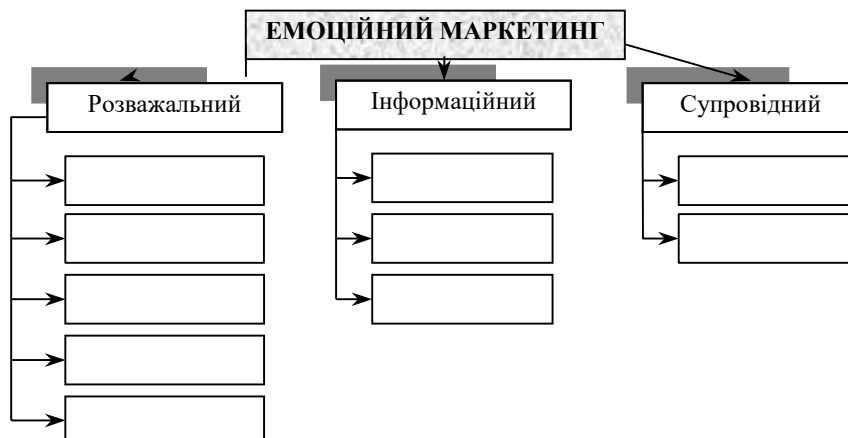 ЕМОЦІЙНИЙ МАРКЕТИНГ
Розважальний
Інформаційний
Супровідний